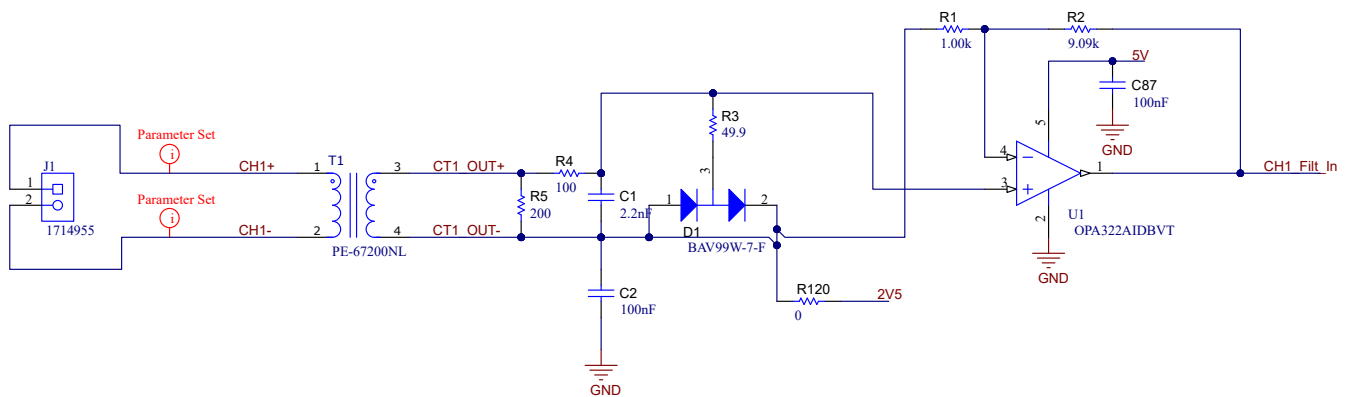 R1
1.00k
R2
9.09k
5V
C87
100nF
GND
R3
49.9
3
5
4
1
CH1_Filt_In
3
2
U1
OPA322AIDBVT
GND
Parameter Set
i
J1
1
2
1714955
CH1+
1
T1
3
CT1_OUT+
R4
100
R5
200
C1
2.2nF
1
2
D1
BAV99W-7-F
Parameter Set
i
CH1-
2
4
CT1_OUT-
PE-67200NL
C2
100nF
GND
R120
0
2V5